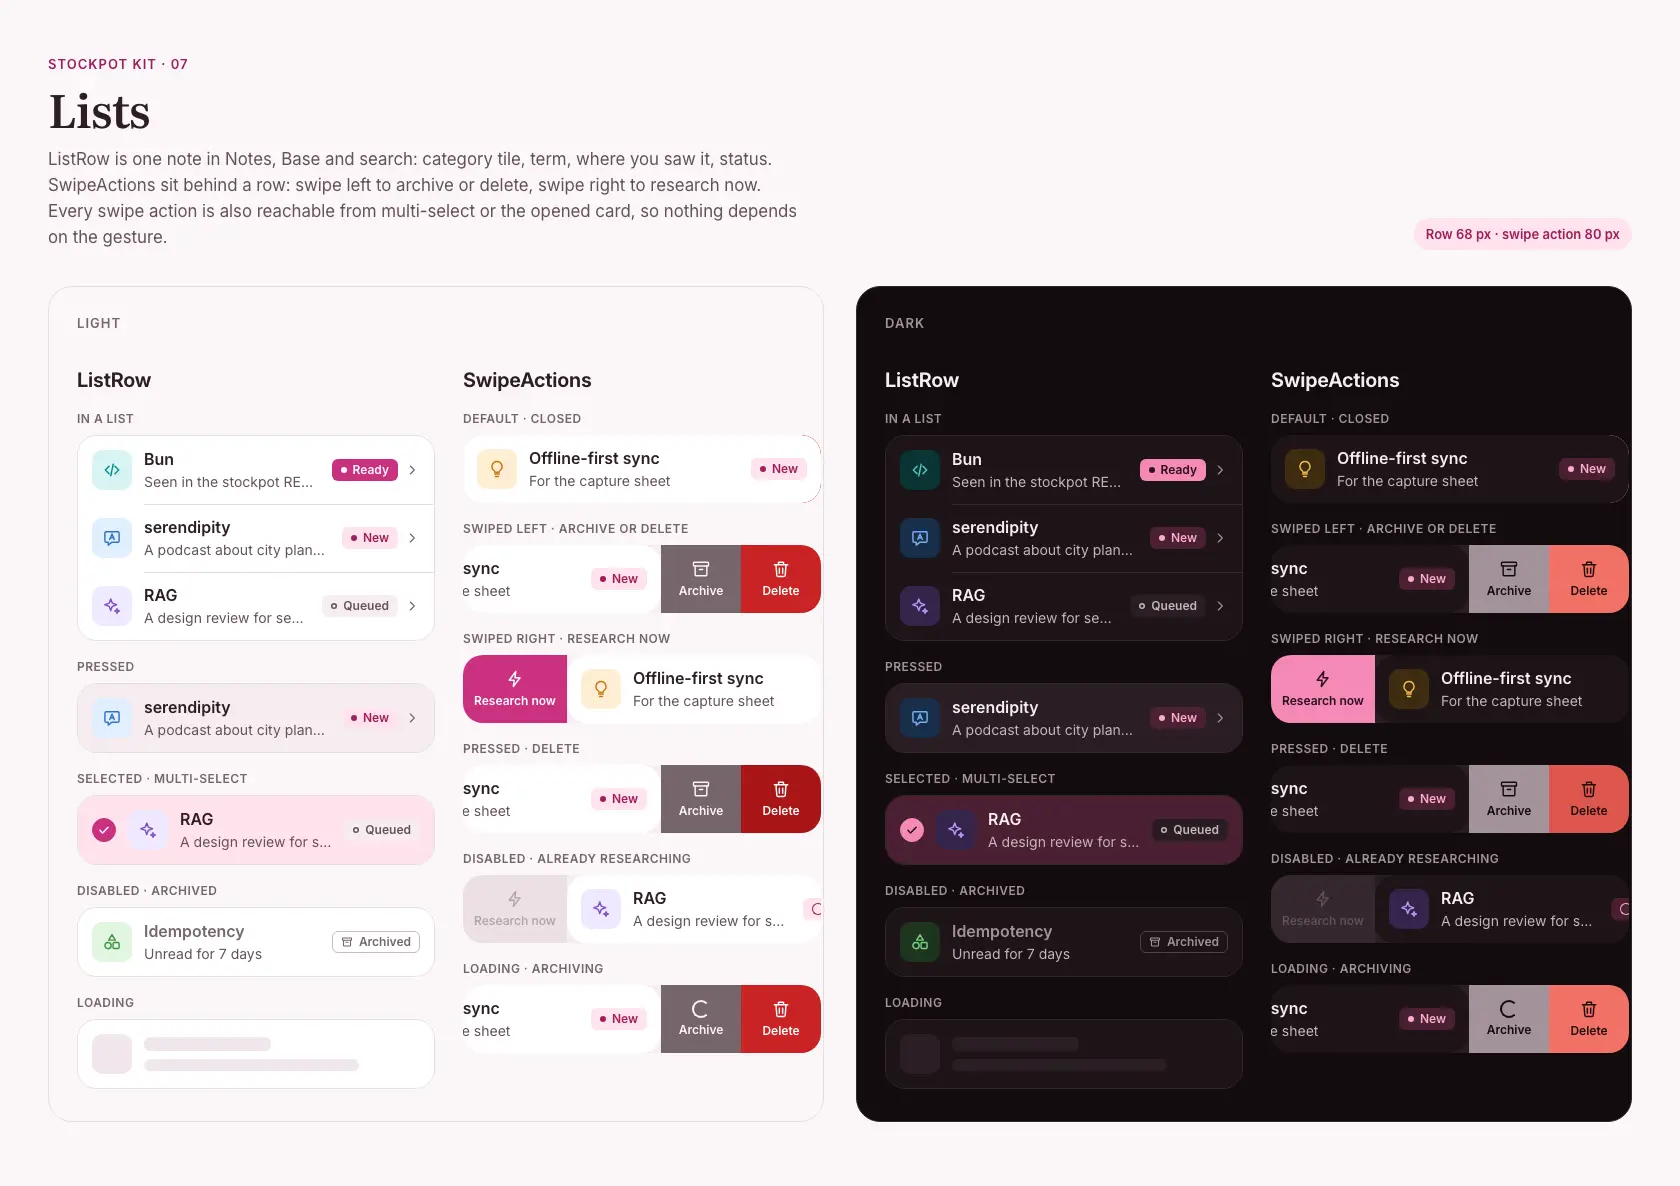 STOCKPOT KIT · 07
Lists
ListRow is one note in Notes, Base and search: category tile, term, where you saw it, status.
SwipeActions sit behind a row: swipe left to archive or delete, swipe right to research now.
Every swipe action is also reachable from multi-select or the opened card, so nothing depends
on the gesture.
Row 68 px · swipe action 80 px
LIGHT
ListRow
IN A LIST
Bun
Seen in the stockpot RE...
Ready
serendipity
A podcast about city plan...
New
RAG
A design review for se...
Queued
PRESSED
serendipity
A podcast about city plan...
New
SELECTED · MULTI-SELECT
RAG
A design review for s...
Queued
DISABLED · ARCHIVED
Idempotency
Unread for 7 days
Archived
LOADING
SwipeActions
DEFAULT · CLOSED
Offline-first sync
For the capture sheet
New
SWIPED LEFT · ARCHIVE OR DELETE
sync
e sheet
New
Archive
Delete
SWIPED RIGHT · RESEARCH NOW
Research now
Offline-first sync
For the capture sheet
PRESSED · DELETE
sync
e sheet
New
Archive
Delete
DISABLED · ALREADY RESEARCHING
Research now
RAG
A design review for s...
LOADING · ARCHIVING
sync
e sheet
New
Archive
Delete
DARK
ListRow
IN A LIST
Bun
Seen in the stockpot RE...
Ready
serendipity
A podcast about city plan...
New
RAG
A design review for se...
Queued
PRESSED
serendipity
A podcast about city plan...
New
SELECTED · MULTI-SELECT
RAG
A design review for s...
Queued
DISABLED · ARCHIVED
Idempotency
Unread for 7 days
Archived
LOADING
SwipeActions
DEFAULT · CLOSED
Offline-first sync
For the capture sheet
New
SWIPED LEFT · ARCHIVE OR DELETE
sync
e sheet
New
Archive
Delete
SWIPED RIGHT · RESEARCH NOW
Research now
Offline-first sync
For the capture sheet
PRESSED · DELETE
sync
e sheet
New
Archive
Delete
DISABLED · ALREADY RESEARCHING
Research now
RAG
A design review for s...
LOADING · ARCHIVING
sync
e sheet
New
Archive
Delete